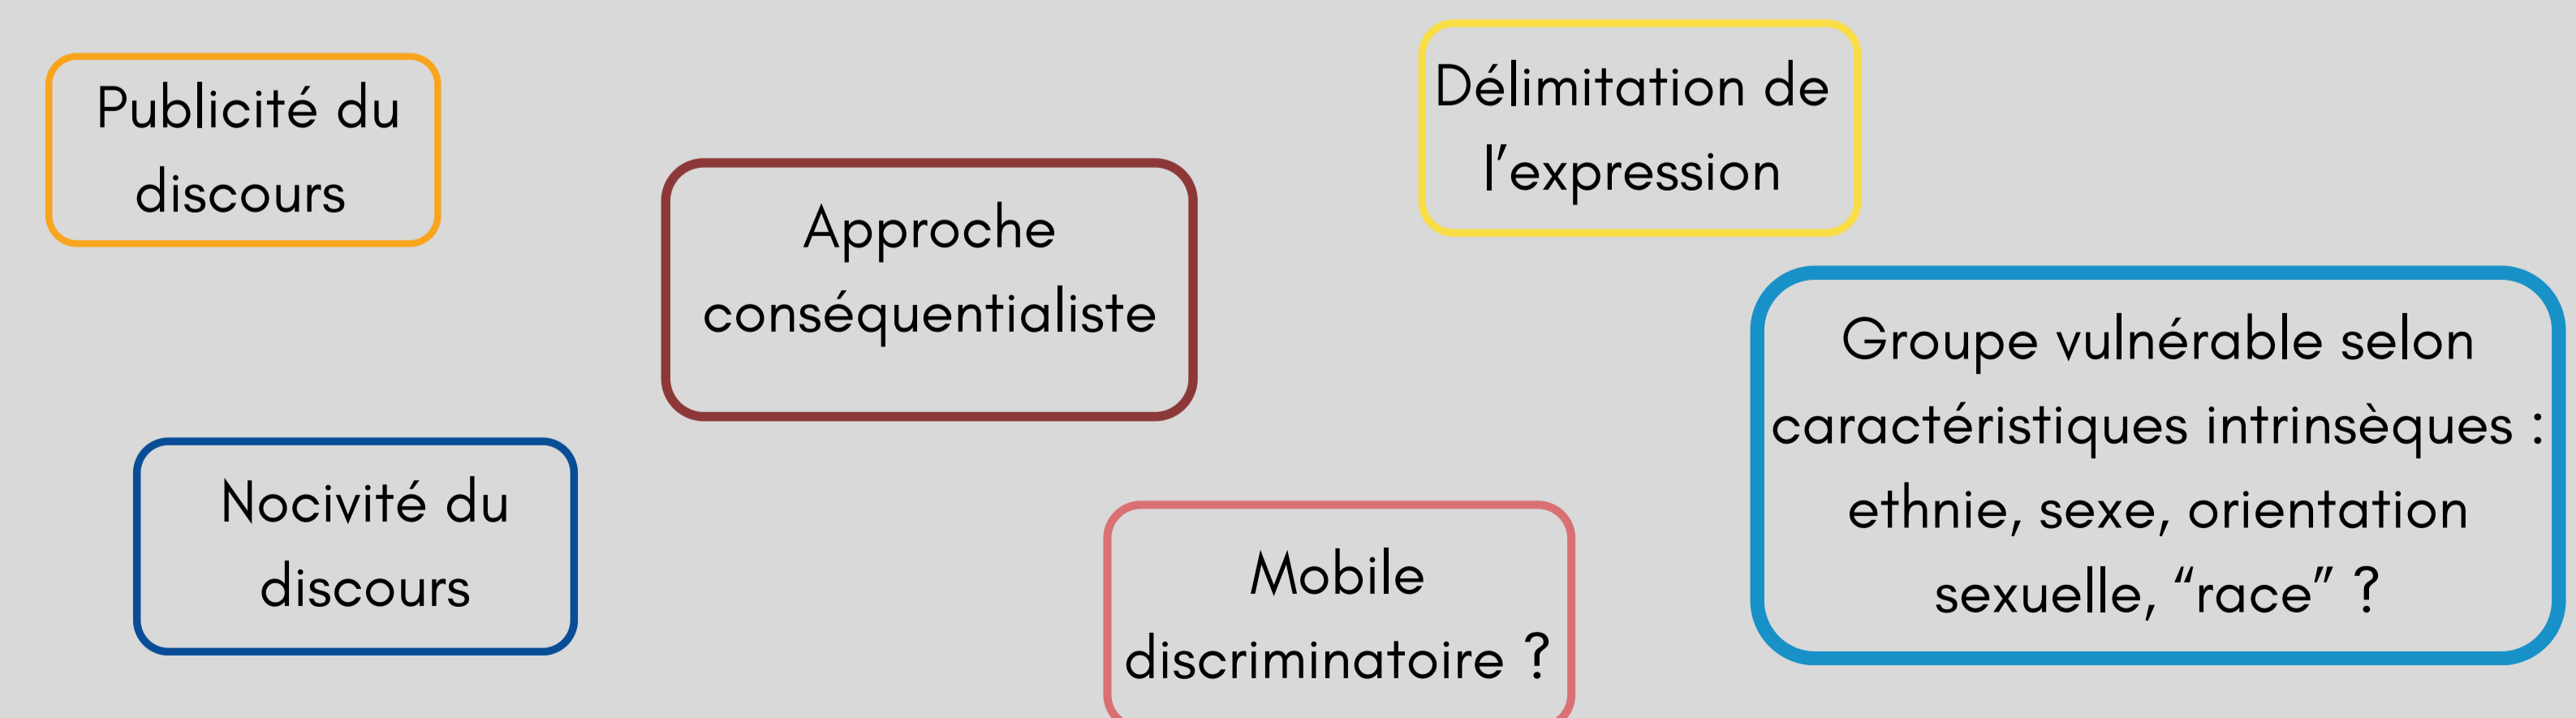 Publicité du
discours
Approche
conséquentialiste
Délimitation de
l’expression
Nocivité du
discours
Mobile
discriminatoire ?
Groupe vulnérable selon
caractéristiques intrinsèques :
ethnie, sexe, orientation
sexuelle, “race” ?